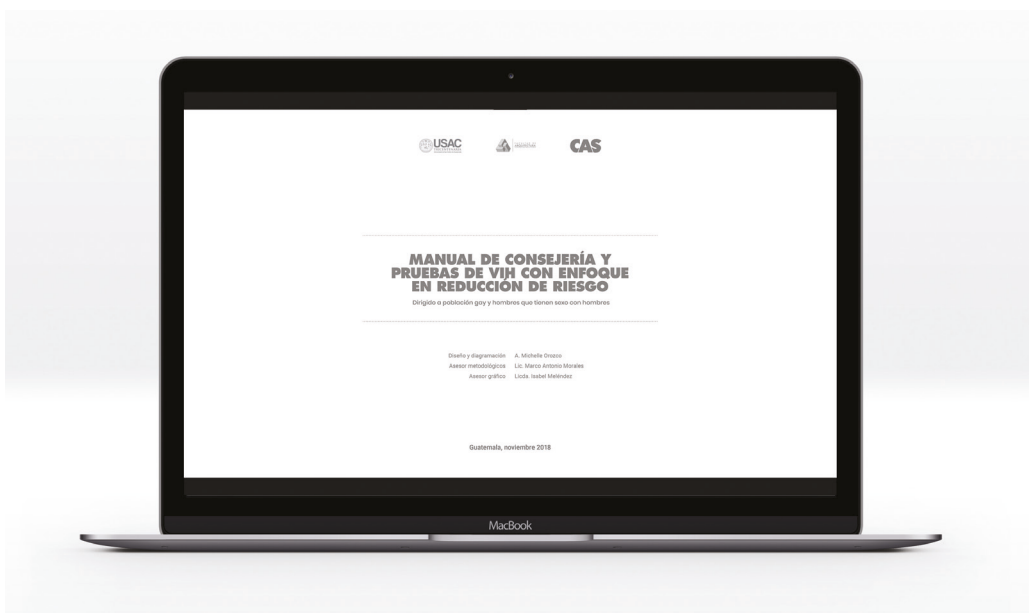 USAC
CAS
MANUAL DE CONSEJERÍA Y
PRUEBAS DE VIH CON ENFOQUE
EN REDUCCIÓN DE RIESGO
Dirigido a población gay y hombres que tienen sexo con hombres
Diseño y diagramación A. Michelle Orozco
Asesor metodológicos Lic. Marco Antonio Morales
Asesor gráfico Licda. Isabel Meléndez
Guatemala, noviembre 2018
MacBook